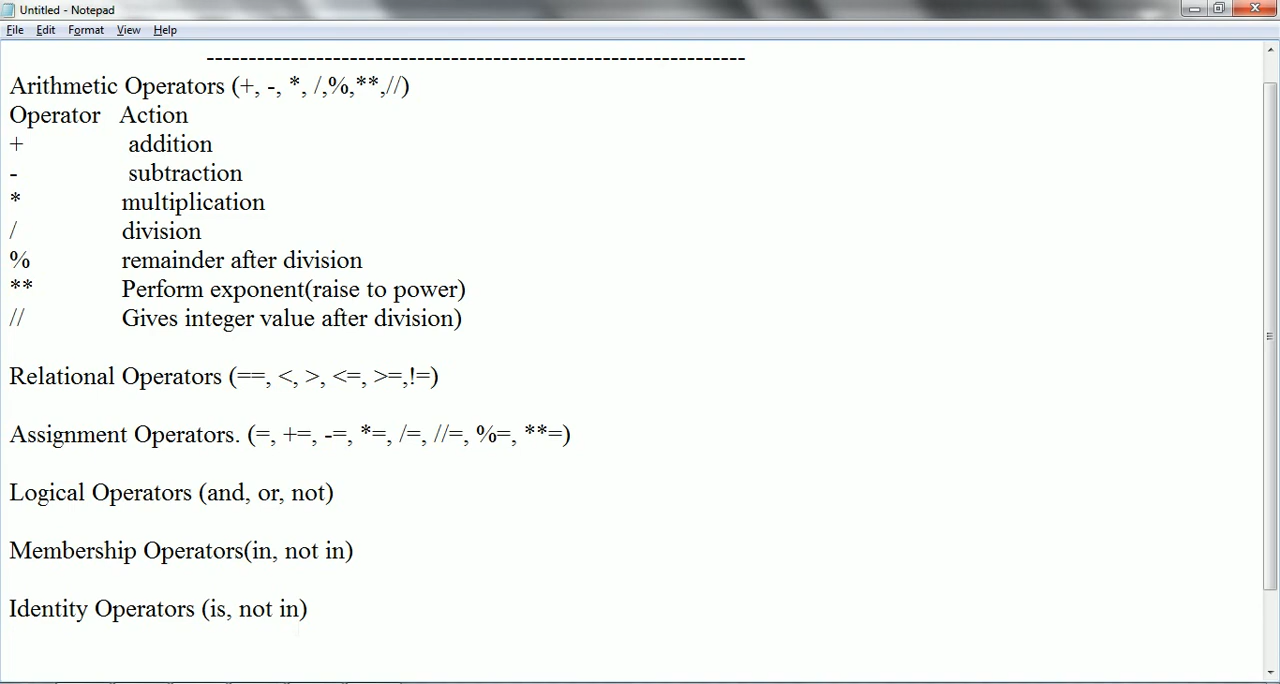 Untitled - Notepad
File Edit Format View Help
------------------------------------------------------------------------------
Arithmetic Operators (+, -, *, /,%,**,//)
Operator Action
+ addition
- subtraction
* multiplication
/ division
% remainder after division
** Perform exponent(raise to power)
// Gives integer value after division)
Relational Operators (==, <, >, <=, >=,!=)
Assignment Operators. (=, +=, -=, *=, /=, //=, %=, **=)
Logical Operators (and, or, not)
Membership Operators(in, not in)
Identity Operators (is, not in)